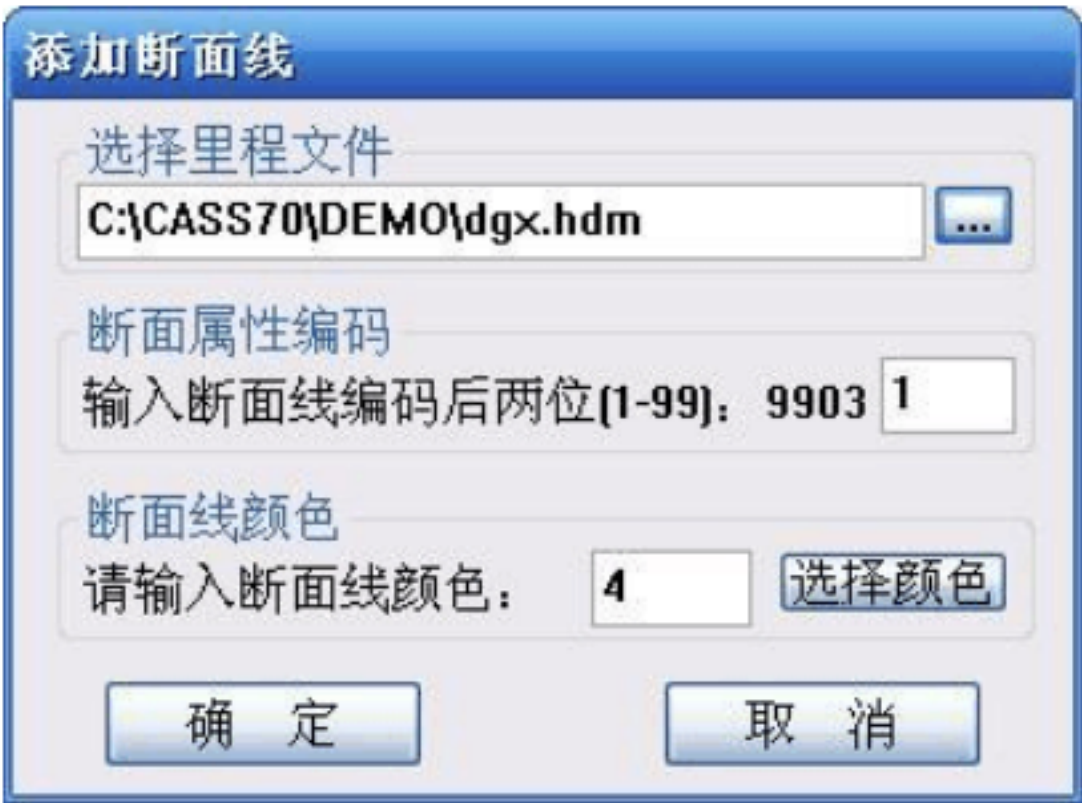 添加断面线
选择里程文件
C:\CASS70\DEMO\dgx.hdm
...
断面属性编码
输入断面线编码后两位(1-99)：9903 1
断面线颜色
请输入断面线颜色： 4 选择颜色
确 定 取 消